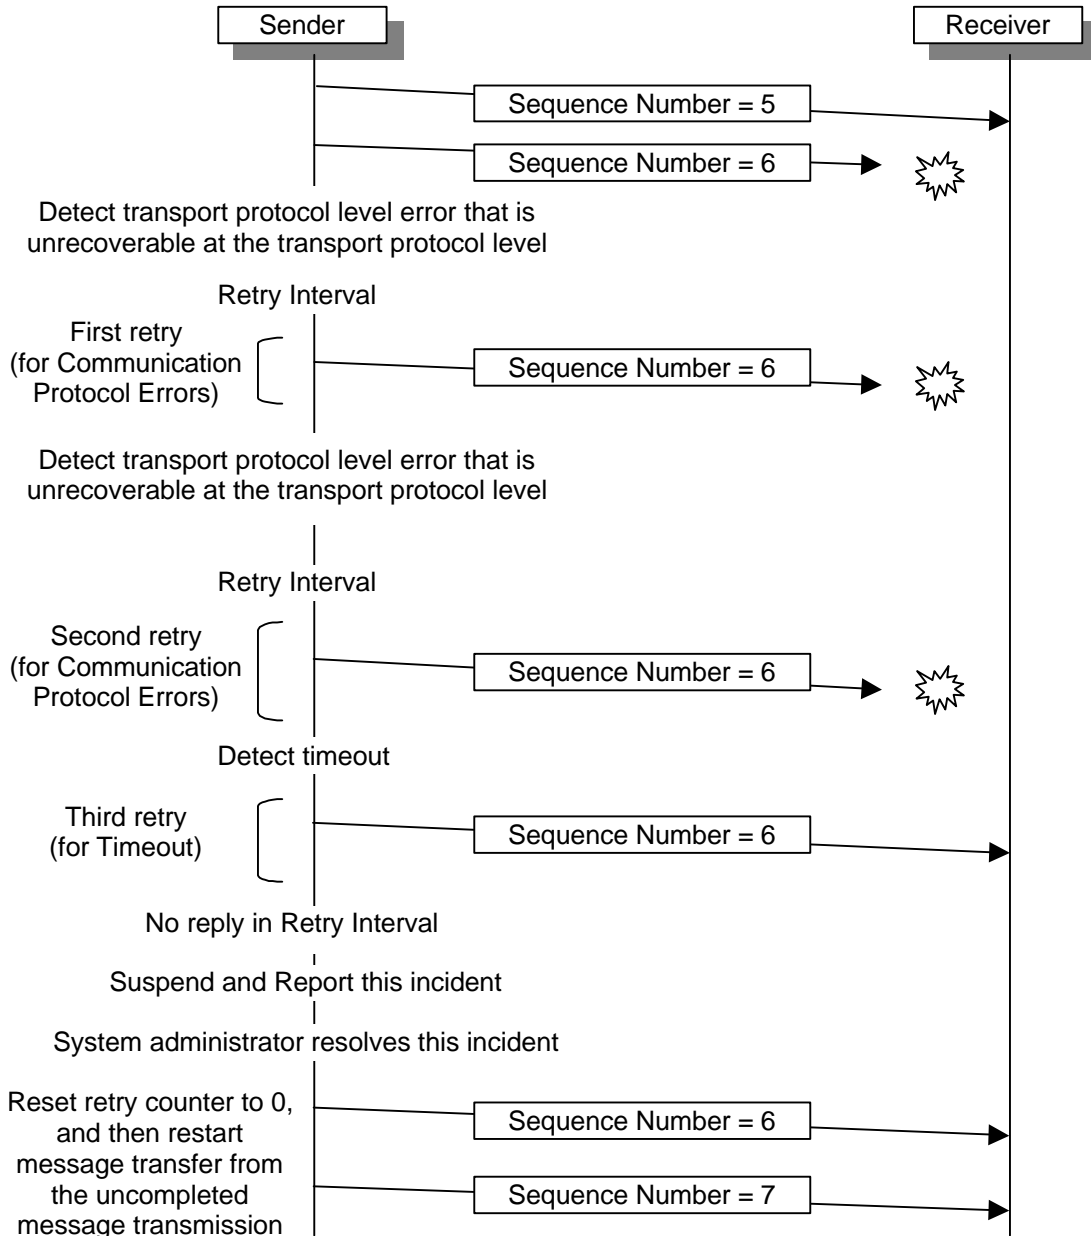 Sender
Receiver
Sequence Number = 5
Sequence Number = 6
Detect transport protocol level error that is
unrecoverable at the transport protocol level
Retry Interval
First retry
(for Communication
Protocol Errors)
Sequence Number = 6
Detect transport protocol level error that is
unrecoverable at the transport protocol level
Retry Interval
Second retry
(for Communication
Protocol Errors)
Sequence Number = 6
Detect timeout
Third retry
(for Timeout)
Sequence Number = 6
No reply in Retry Interval
Suspend and Report this incident
System administrator resolves this incident
Reset retry counter to 0,
and then restart
message transfer from
the uncompleted
message transmission
Sequence Number = 6
Sequence Number = 7